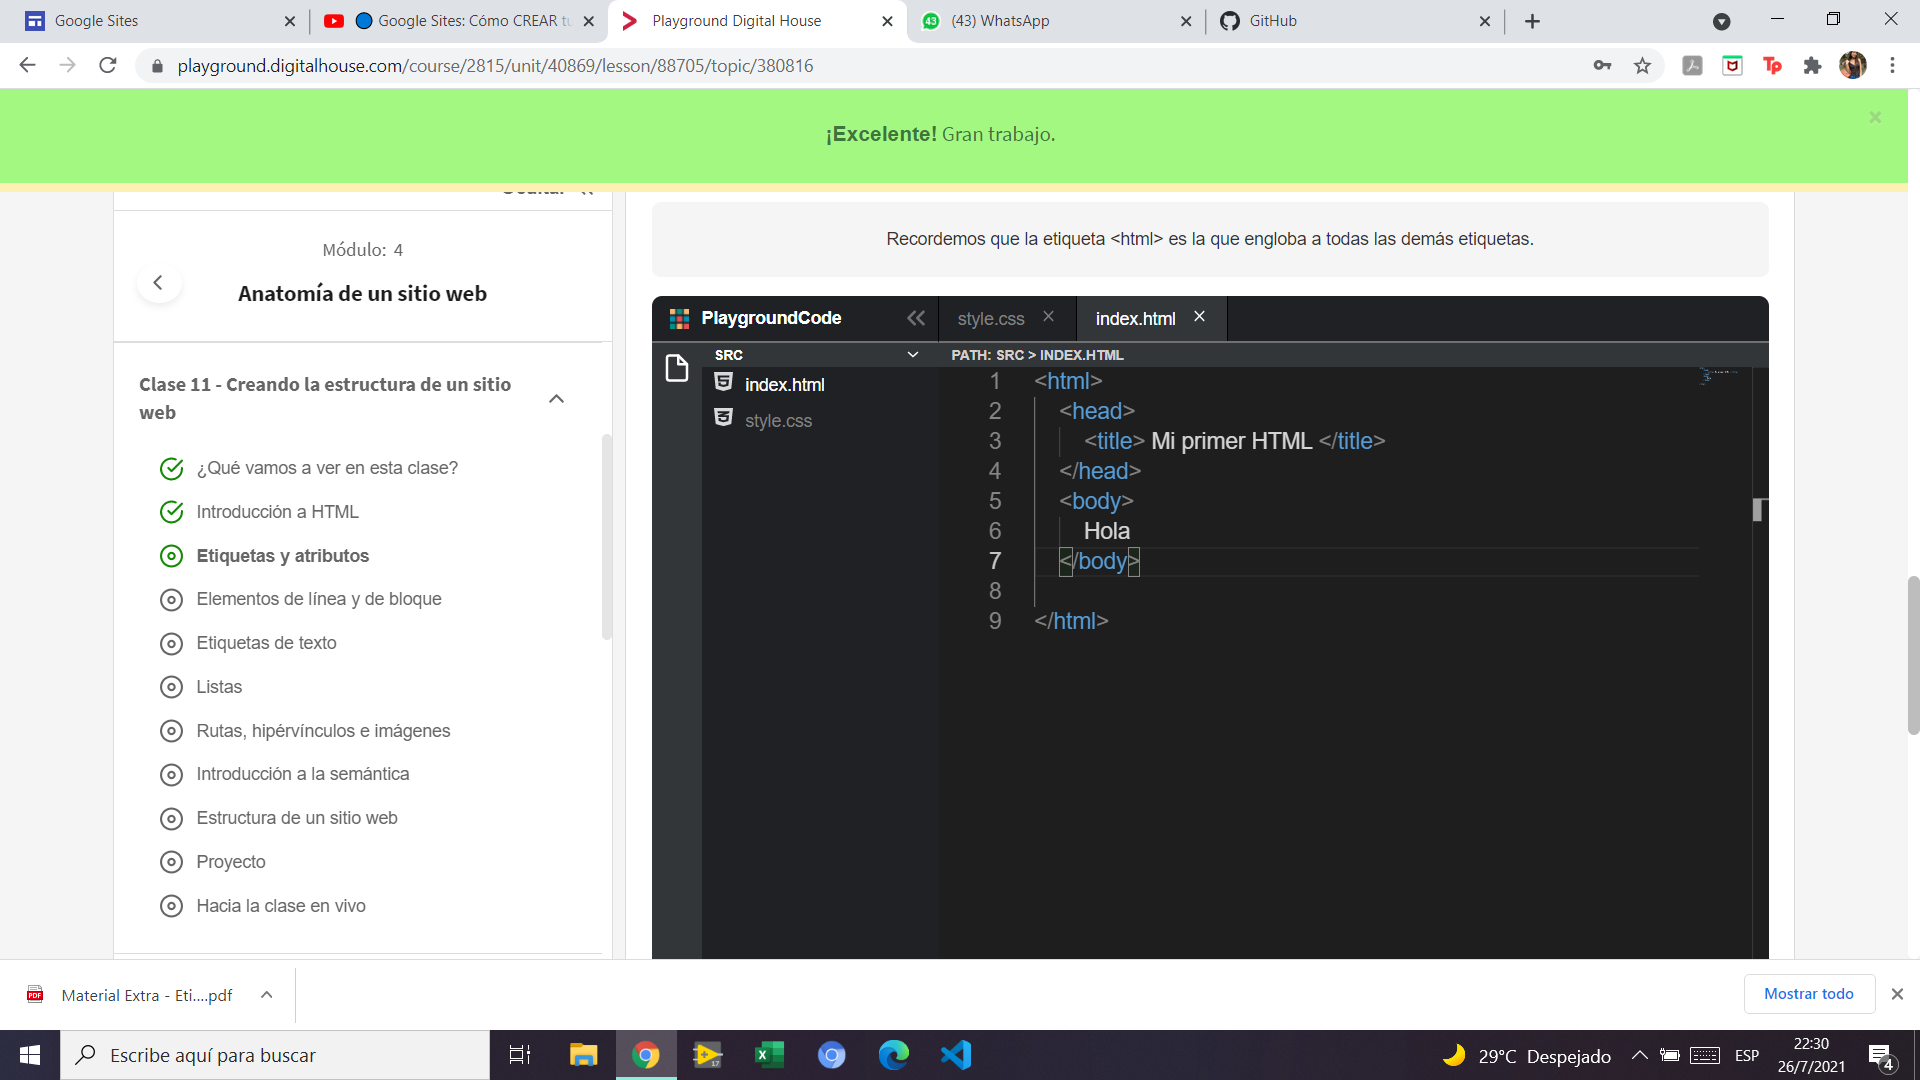 Google Sites
Google Sites: Cómo CREAR tu
Playground Digital House
(43) WhatsApp
GitHub
playground.digitalhouse.com/course/2815/unit/40869/lesson/88705/topic/380816
¡Excelente! Gran trabajo.
Módulo: 4
Anatomía de un sitio web
Clase 11 - Creando la estructura de un sitio
web
¿Qué vamos a ver en esta clase?
Introducción a HTML
Etiquetas y atributos
Elementos de línea y de bloque
Etiquetas de texto
Listas
Rutas, hipérvínculos e imágenes
Introducción a la semántica
Estructura de un sitio web
Proyecto
Hacia la clase en vivo
Recordemos que la etiqueta <html> es la que engloba a todas las demás etiquetas.
PlaygroundCode
style.css
index.html
SRC
PATH: SRC > INDEX.HTML
index.html
style.css
1 <html>
2 <head>
3 <title> Mi primer HTML </title>
4 </head>
5 <body>
6 Hola
7 </body>
8
9 </html>
Material Extra - Eti....pdf
Mostrar todo
Escribe aquí para buscar
29°C Despejado
ESP
22:30
26/7/2021
4